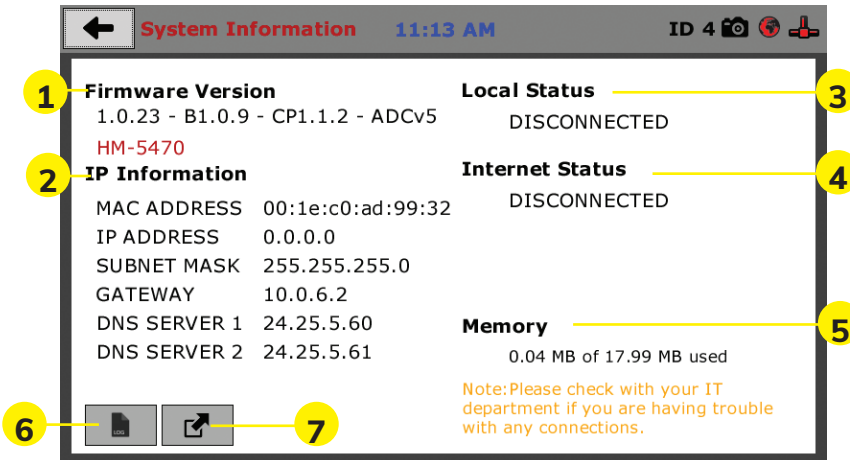 System Information 11:13 AM ID 4
1 Firmware Version
1.0.23 - B1.0.9 - CP1.1.2 - ADCv5
HM-5470
2 IP Information
MAC ADDRESS 00:1e:c0:ad:99:32
IP ADDRESS 0.0.0.0
SUBNET MASK 255.255.255.0
GATEWAY 10.0.6.2
DNS SERVER 1 24.25.5.60
DNS SERVER 2 24.25.5.61
Local Status 3
DISCONNECTED
Internet Status 4
DISCONNECTED
Memory 5
0.04 MB of 17.99 MB used
Note:Please check with your IT
department if you are having trouble
with any connections.
6 LOG 7